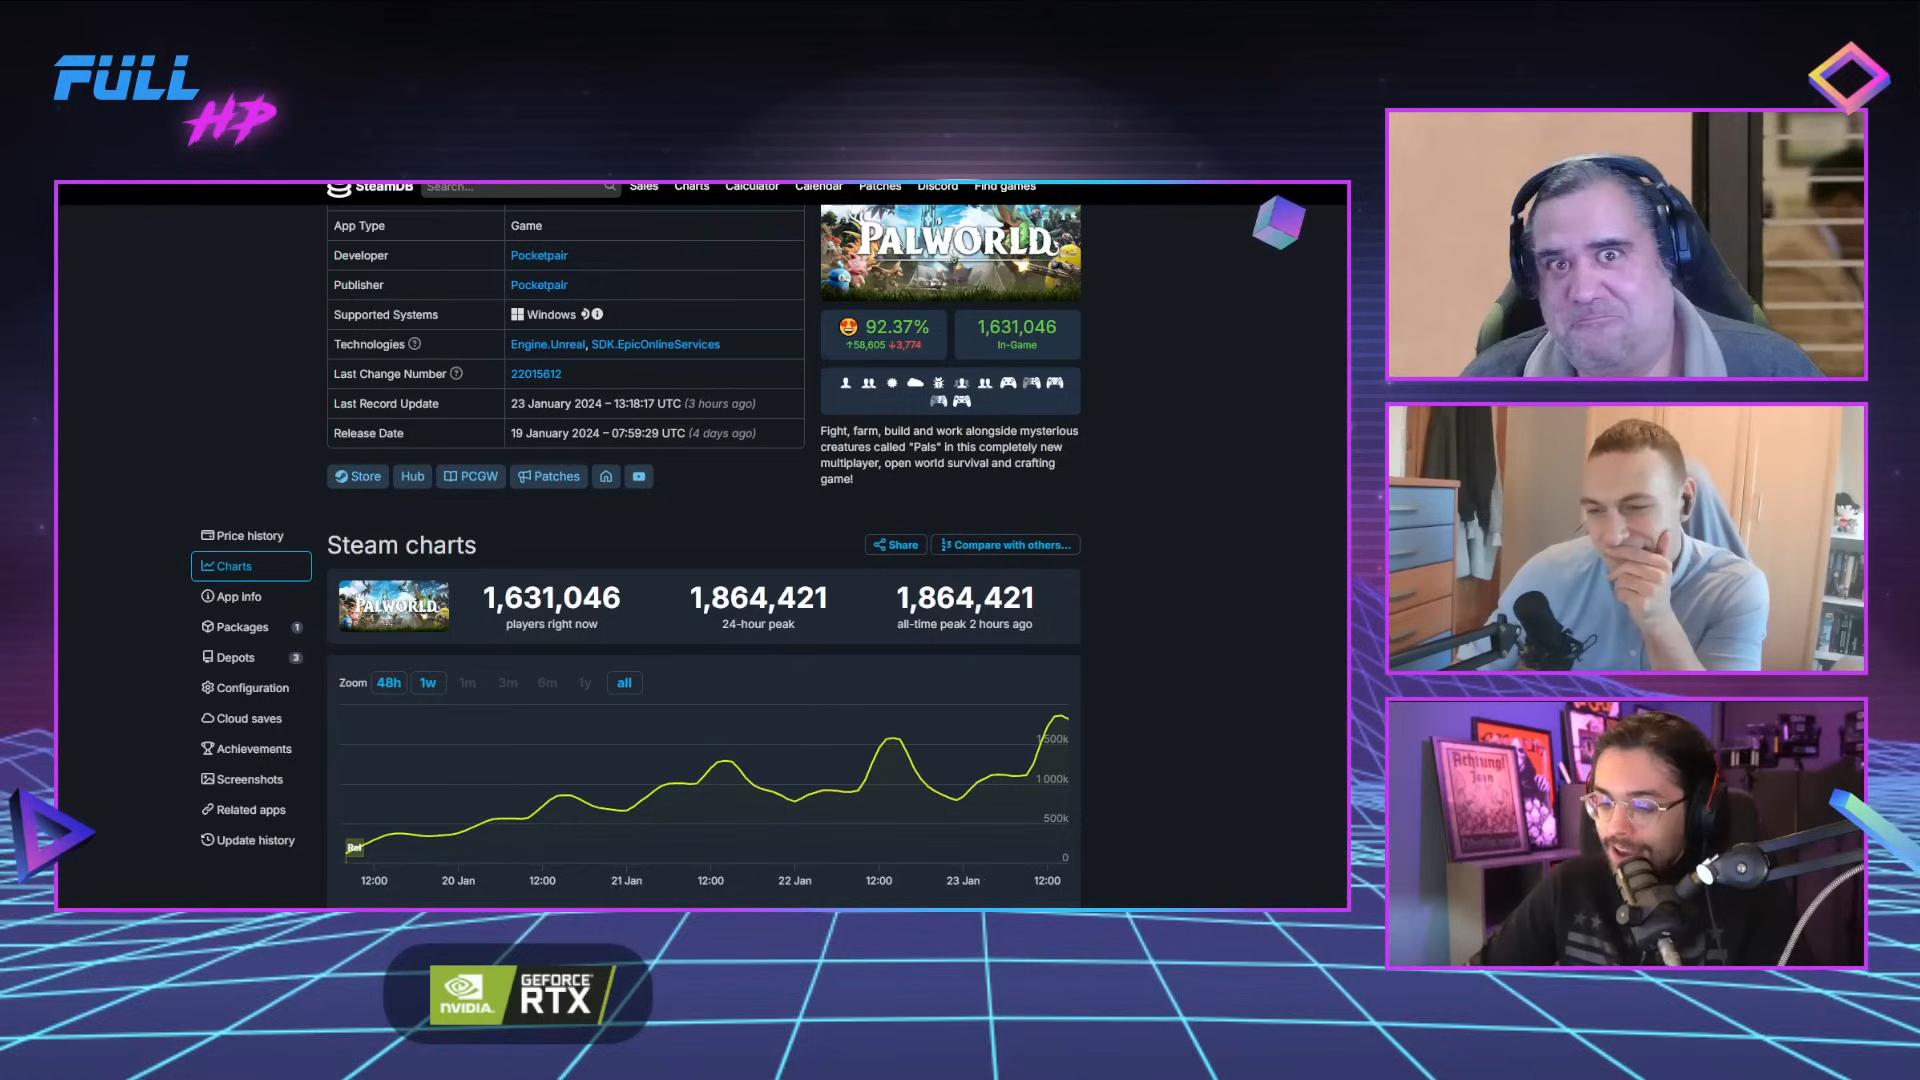 FULL
HP
SteamDB Search... Sales Charts Calculator Calendar Patches Discord Find games
App Type Game
Developer Pocketpair
Publisher Pocketpair
Supported Systems Windows
Technologies Engine.Unreal, SDK.EpicOnlineServices
Last Change Number 22015612
Last Record Update 23 January 2024 – 13:18:17 UTC (3 hours ago)
Release Date 19 January 2024 – 07:59:29 UTC (4 days ago)
PALWORLD
92.37%
↑58,605 ↓3,774
1,631,046
In-Game
Fight, farm, build and work alongside mysterious
creatures called "Pals" in this completely new
multiplayer, open world survival and crafting
game!
Store Hub PCGW Patches
Price history
Charts
App info
Packages 1
Depots 3
Configuration
Cloud saves
Achievements
Screenshots
Related apps
Update history
Steam charts
Share Compare with others...
PALWORLD
1,631,046 1,864,421 1,864,421
players right now 24-hour peak all-time peak 2 hours ago
Zoom 48h 1w 1m 3m 6m 1y all
1 500k
1 000k
500k
0
Rel
12:00 20 Jan 12:00 21 Jan 12:00 22 Jan 12:00 23 Jan 12:00
NVIDIA.
GEFORCE
RTX
Achtung!
Join